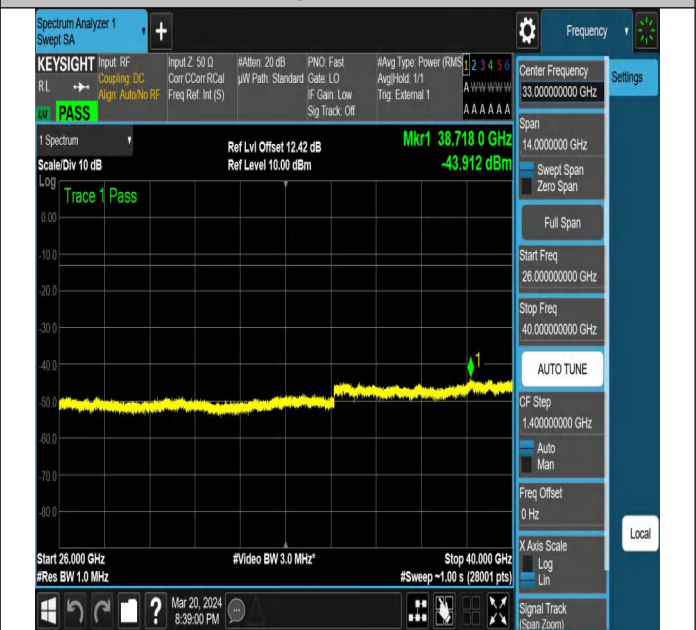 Spectrum Analyzer 1
Swept SA
Frequency
KEYSIGHT
RL
PASS
Input: RF
Coupling: DC
Align: Auto/No RF
Input Z: 50 Ω
Corr CCorr RCal
Freq Ref: Int (S)
#Atten: 20 dB
µW Path: Standard
PNO: Fast
Gate: LO
IF Gain: Low
Sig Track: Off
#Avg Type: Power (RMS
Avg|Hold: 1/1
Trig: External 1
1 2 3 4 5 6
A W W W W W
A A A A A A
1 Spectrum
Scale/Div 10 dB
Ref Lvl Offset 12.42 dB
Ref Level 10.00 dBm
Mkr1 38.718 0 GHz
-43.912 dBm
Log
Trace 1 Pass
0.00
-10.0
-20.0
-30.0
-40.0
-50.0
-60.0
-70.0
-80.0
1
Start 26.000 GHz
#Res BW 1.0 MHz
#Video BW 3.0 MHz*
Stop 40.000 GHz
#Sweep ~1.00 s (28001 pts)
Mar 20, 2024
8:39:00 PM
Center Frequency
33.000000000 GHz
Settings
Span
14.0000000 GHz
Swept Span
Zero Span
Full Span
Start Freq
26.000000000 GHz
Stop Freq
40.000000000 GHz
AUTO TUNE
CF Step
1.400000000 GHz
Auto
Man
Freq Offset
0 Hz
X Axis Scale
Log
Lin
Local
Signal Track
(Span Zoom)